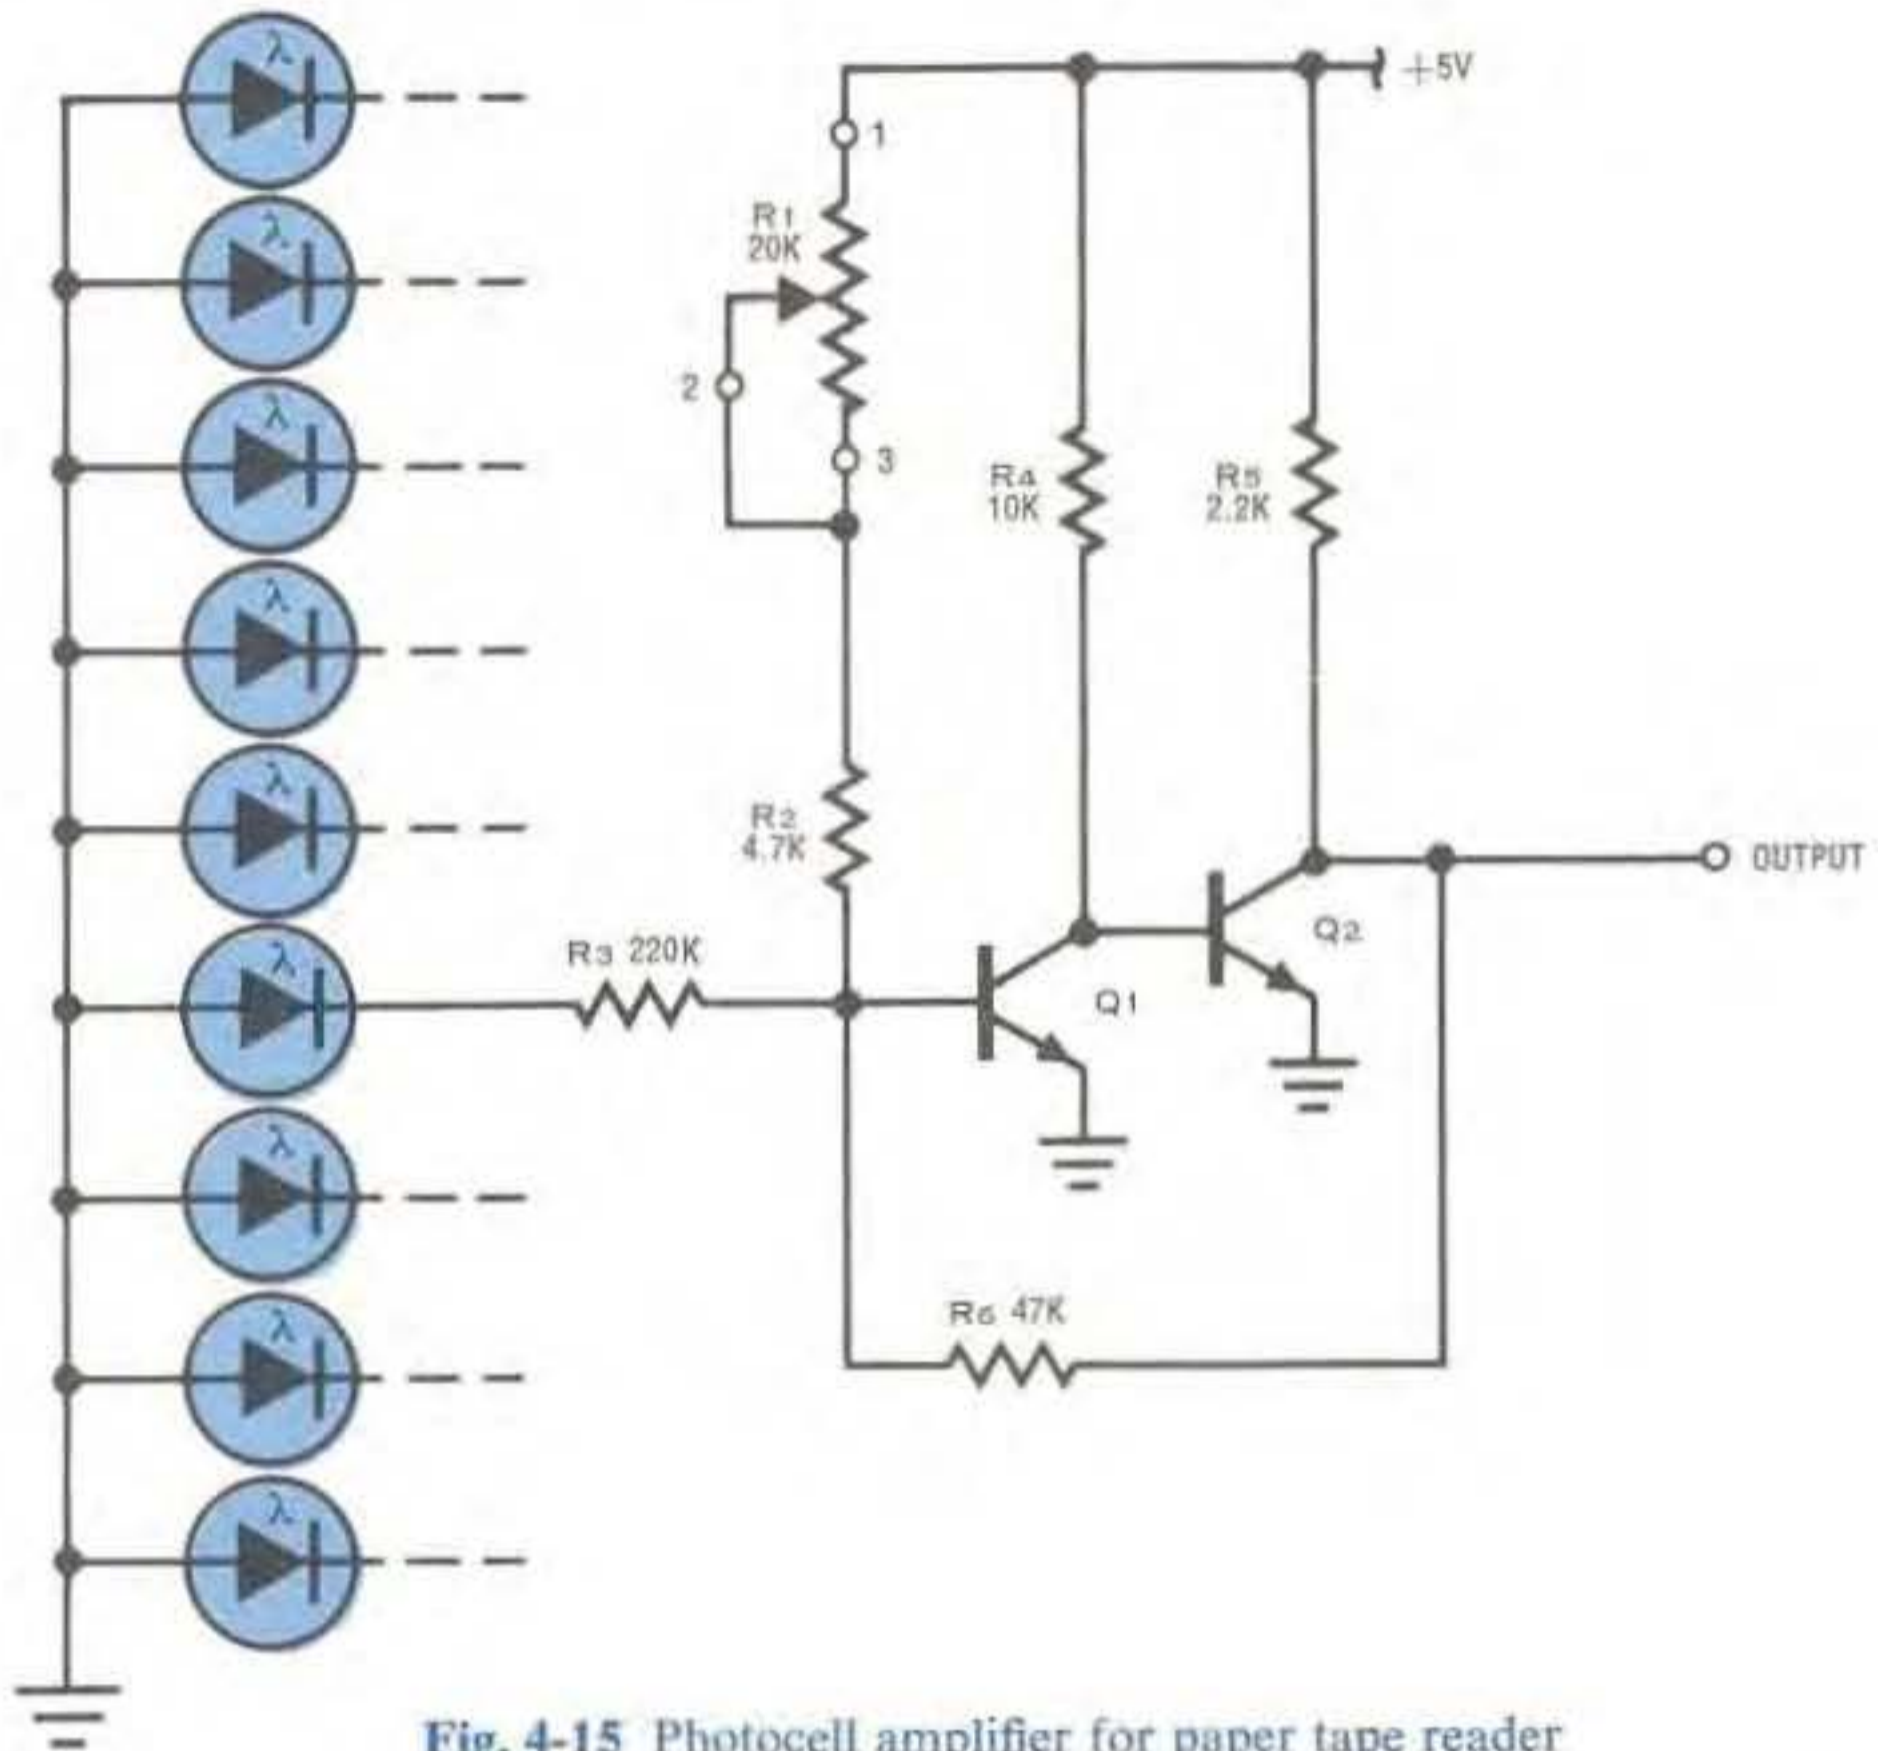 λ
+5V
1
λ
R1
20K
2
λ
3
R4
10K
R5
2.2K
λ
λ
R2
4.7K
OUTPUT
λ
R3 220K
Q2
Q1
λ
R6 47K
λ
λ
Fig. 4-15 Photocell amplifier for paper tape reader